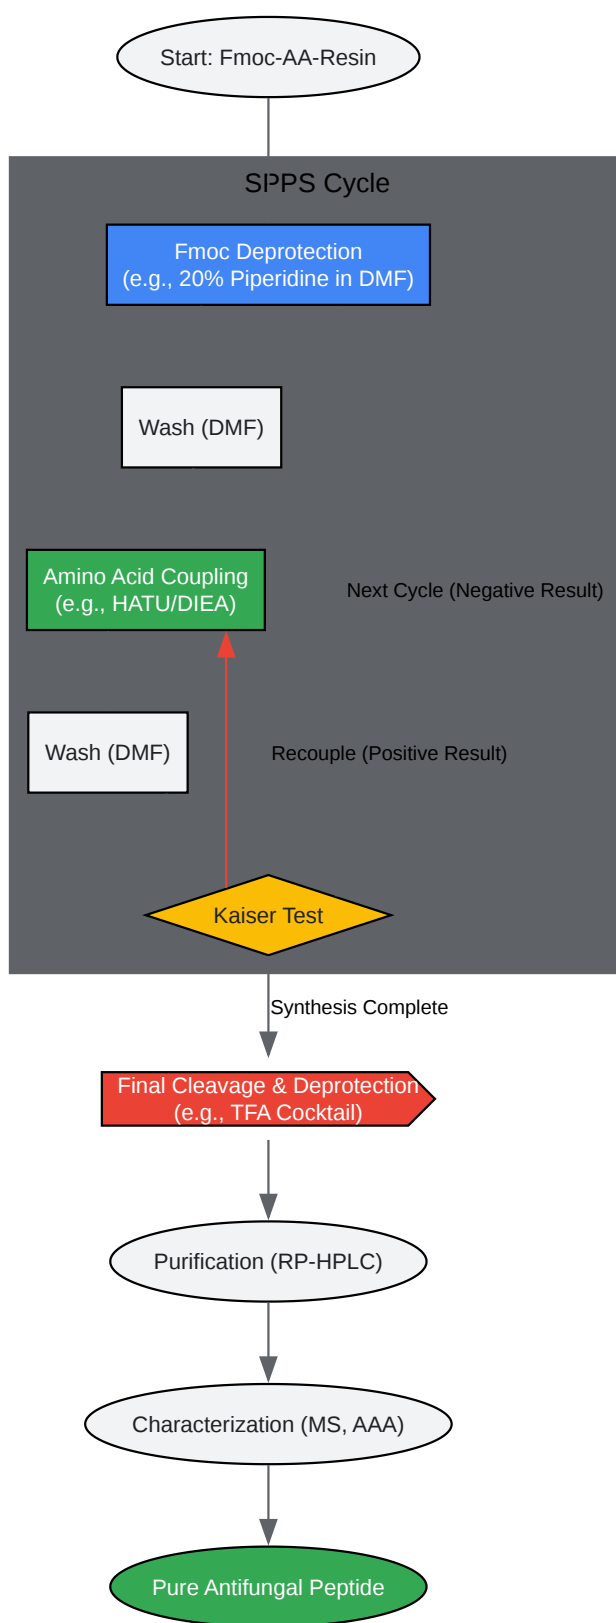 Start: Fmoc-AA-Resin
SPPS Cycle
Fmoc Deprotection
(e.g., 20% Piperidine in DMF)
Wash (DMF)
Amino Acid Coupling
(e.g., HATU/DIEA)
Next Cycle (Negative Result)
Wash (DMF)
Recouple (Positive Result)
Kaiser Test
Synthesis Complete
Final Cleavage & Deprotection
(e.g., TFA Cocktail)
Purification (RP-HPLC)
Characterization (MS, AAA)
Pure Antifungal Peptide